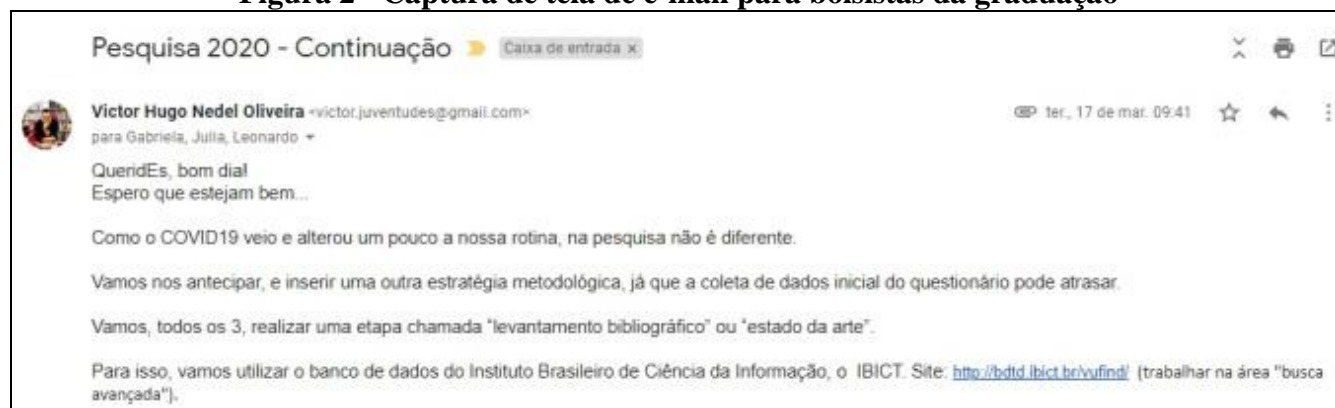 Figura 2 - Captura de tela de e-mail para bolsistas da graduação
Pesquisa 2020 - Continuação Caixa de entrada x
Victor Hugo Nedel Oliveira <victor.juventudes@gmail.com> ter., 17 de mar. 09:41
para Gabriela, Julia, Leonardo
QueridEs, bom dia!
Espero que estejam bem...
Como o COVID19 veio e alterou um pouco a nossa rotina, na pesquisa não é diferente.
Vamos nos antecipar, e inserir uma outra estratégia metodológica, já que a coleta de dados inicial do questionário pode atrasar.
Vamos, todos os 3, realizar uma etapa chamada "levantamento bibliográfico" ou "estado da arte".
Para isso, vamos utilizar o banco de dados do Instituto Brasileiro de Ciência da Informação, o IBICT. Site: http://bdtd.ibict.br/vufind/ (trabalhar na área "busca
avançada").